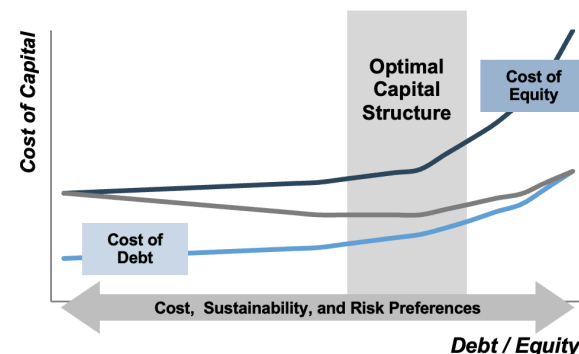 Cost of Capital
Optimal
Capital
Structure
Cost of
Equity
Cost of
Debt
Cost, Sustainability, and Risk Preferences
Debt / Equity